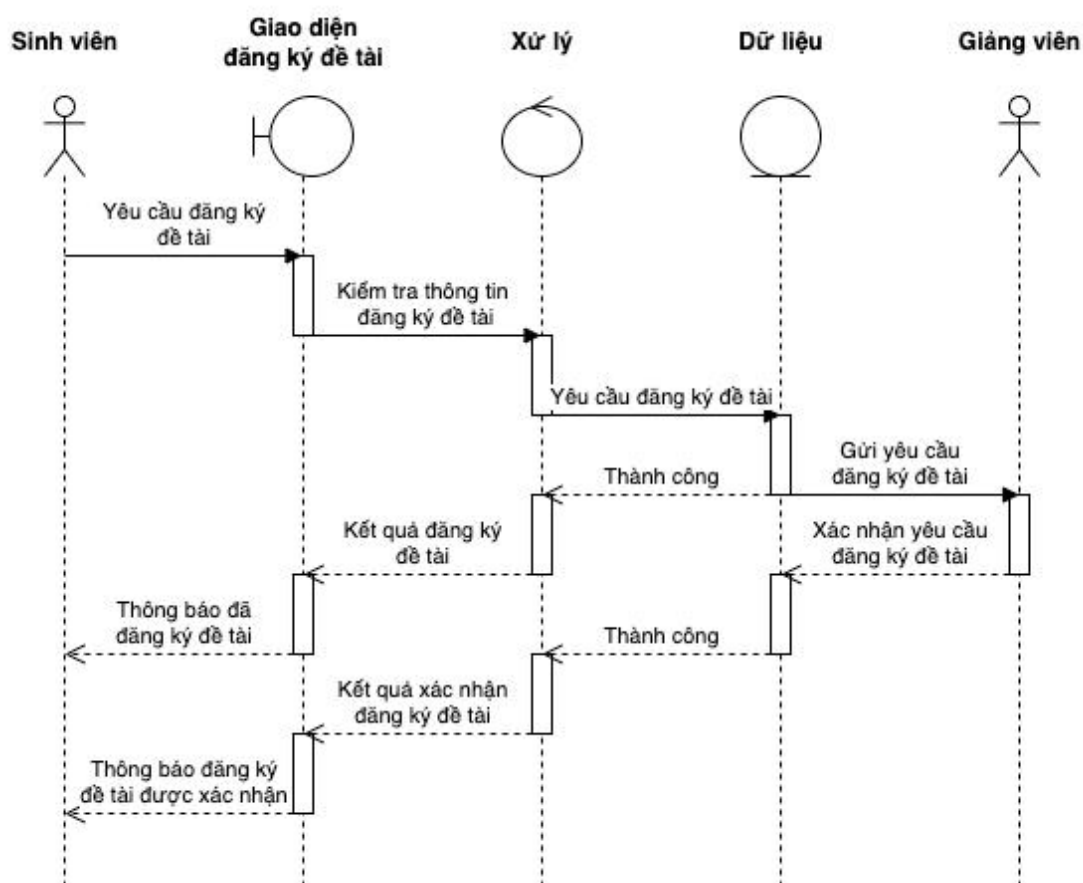 Sinh viên
Giao diện
đăng ký đề tài
Xử lý
Dữ liệu
Giảng viên
Yêu cầu đăng ký
đề tài
Kiểm tra thông tin
đăng ký đề tài
Yêu cầu đăng ký đề tài
Gửi yêu cầu
đăng ký đề tài
Thành công
Kết quả đăng ký
đề tài
Xác nhận yêu cầu
đăng ký đề tài
Thông báo đã
đăng ký đề tài
Thành công
Kết quả xác nhận
đăng ký đề tài
Thông báo đăng ký
đề tài được xác nhận